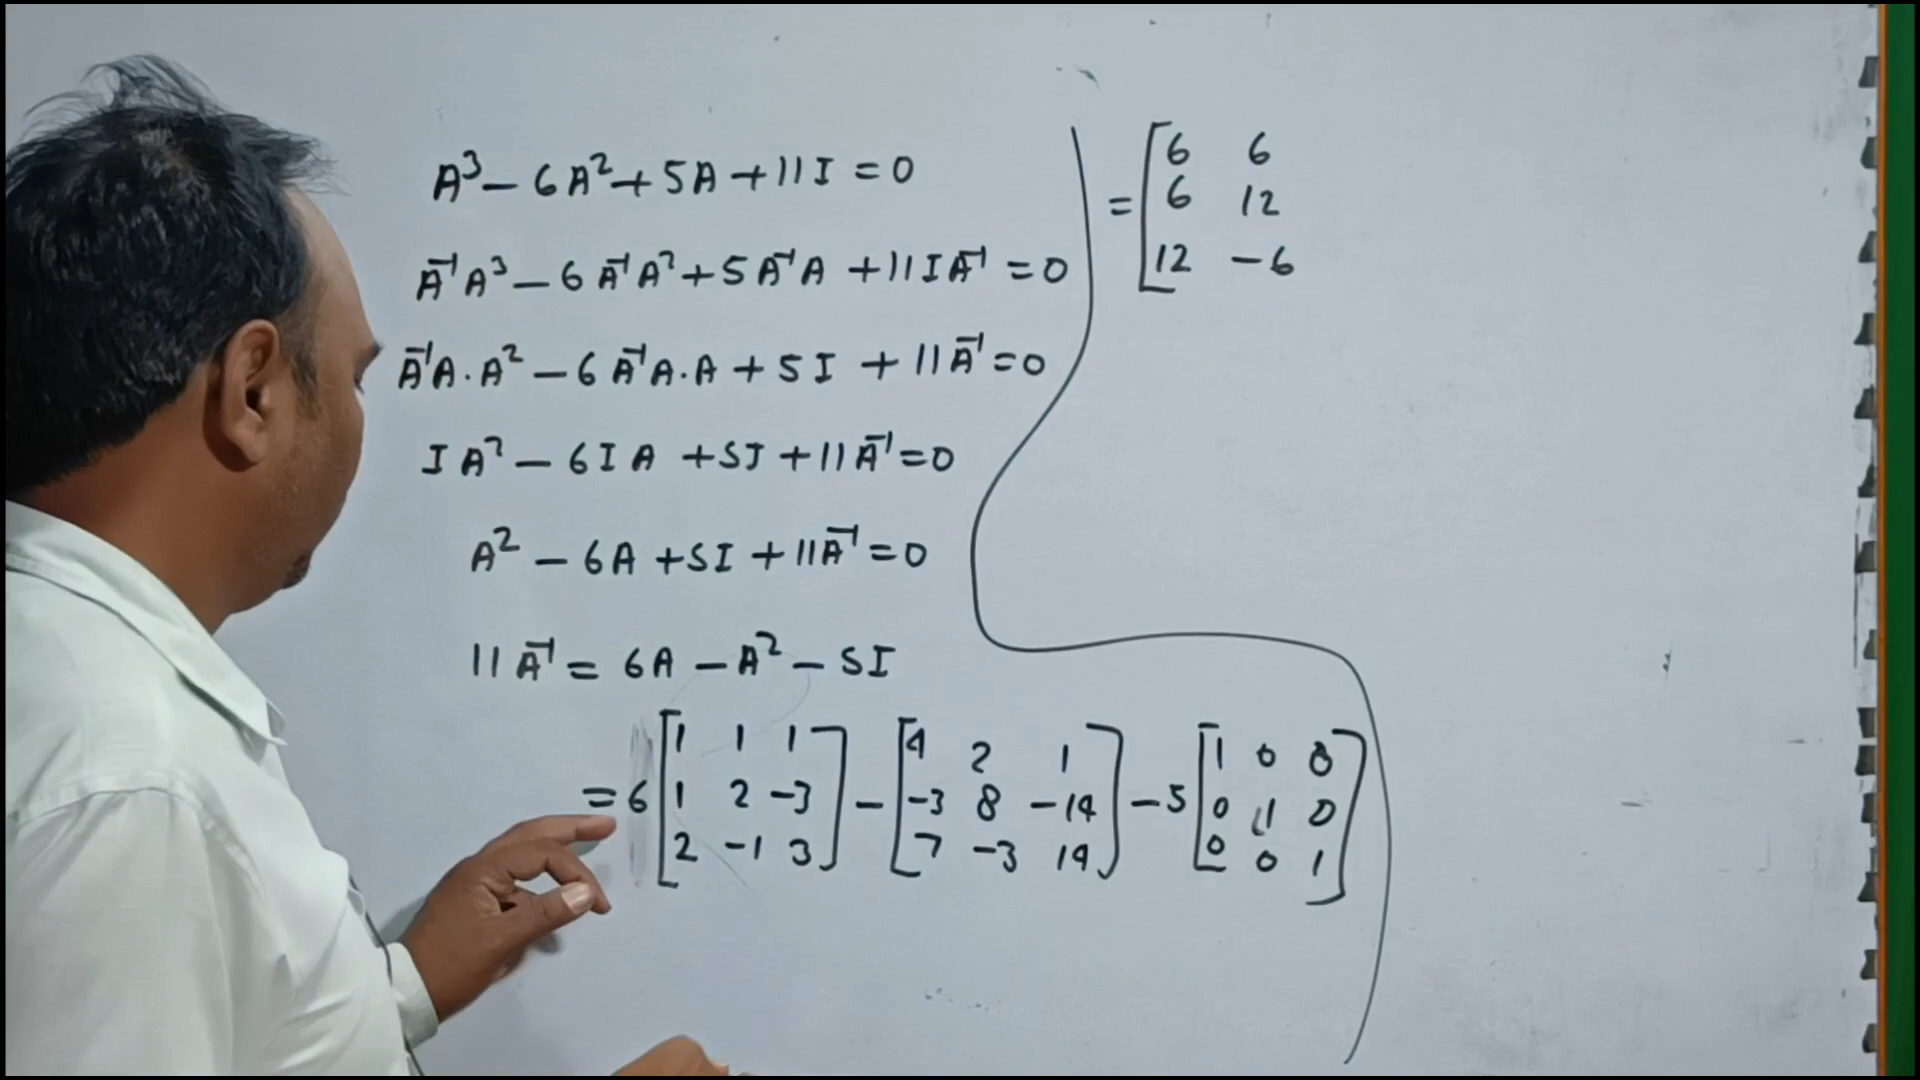 A³ – 6A² + 5A + 11I = 0
A⁻¹A³ – 6A⁻¹A² + 5A⁻¹A + 11IA⁻¹ = 0
A⁻¹A·A² – 6A⁻¹A·A + 5I + 11A⁻¹ = 0
IA² – 6IA + 5I + 11A⁻¹ = 0
A² – 6A + 5I + 11A⁻¹ = 0
11A⁻¹ = 6A – A² – 5I
= 6 [1 1 1 ; 1 2 -3 ; 2 -1 3] – [4 2 1 ; -3 8 -14 ; 7 -3 14] – 5 [1 0 0 ; 0 1 0 ; 0 0 1]
= [6 6
6 12
12 -6